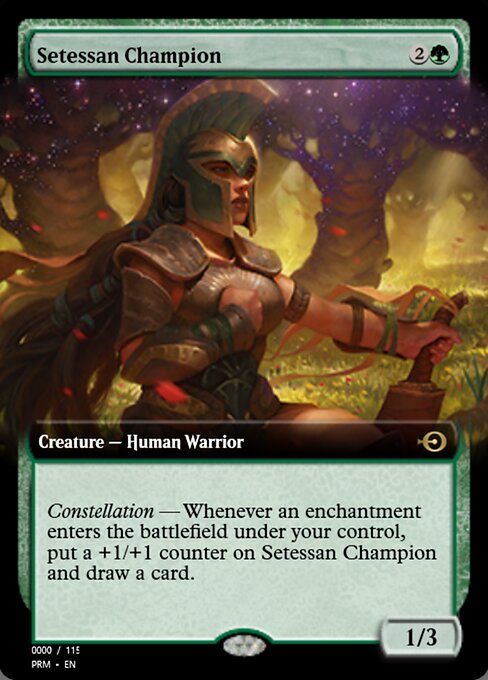 Setessan Champion 2
Creature — Human Warrior
Constellation — Whenever an enchantment
enters the battlefield under your control,
put a +1/+1 counter on Setessan Champion
and draw a card.
1/3
0000 / 115
PRM • EN